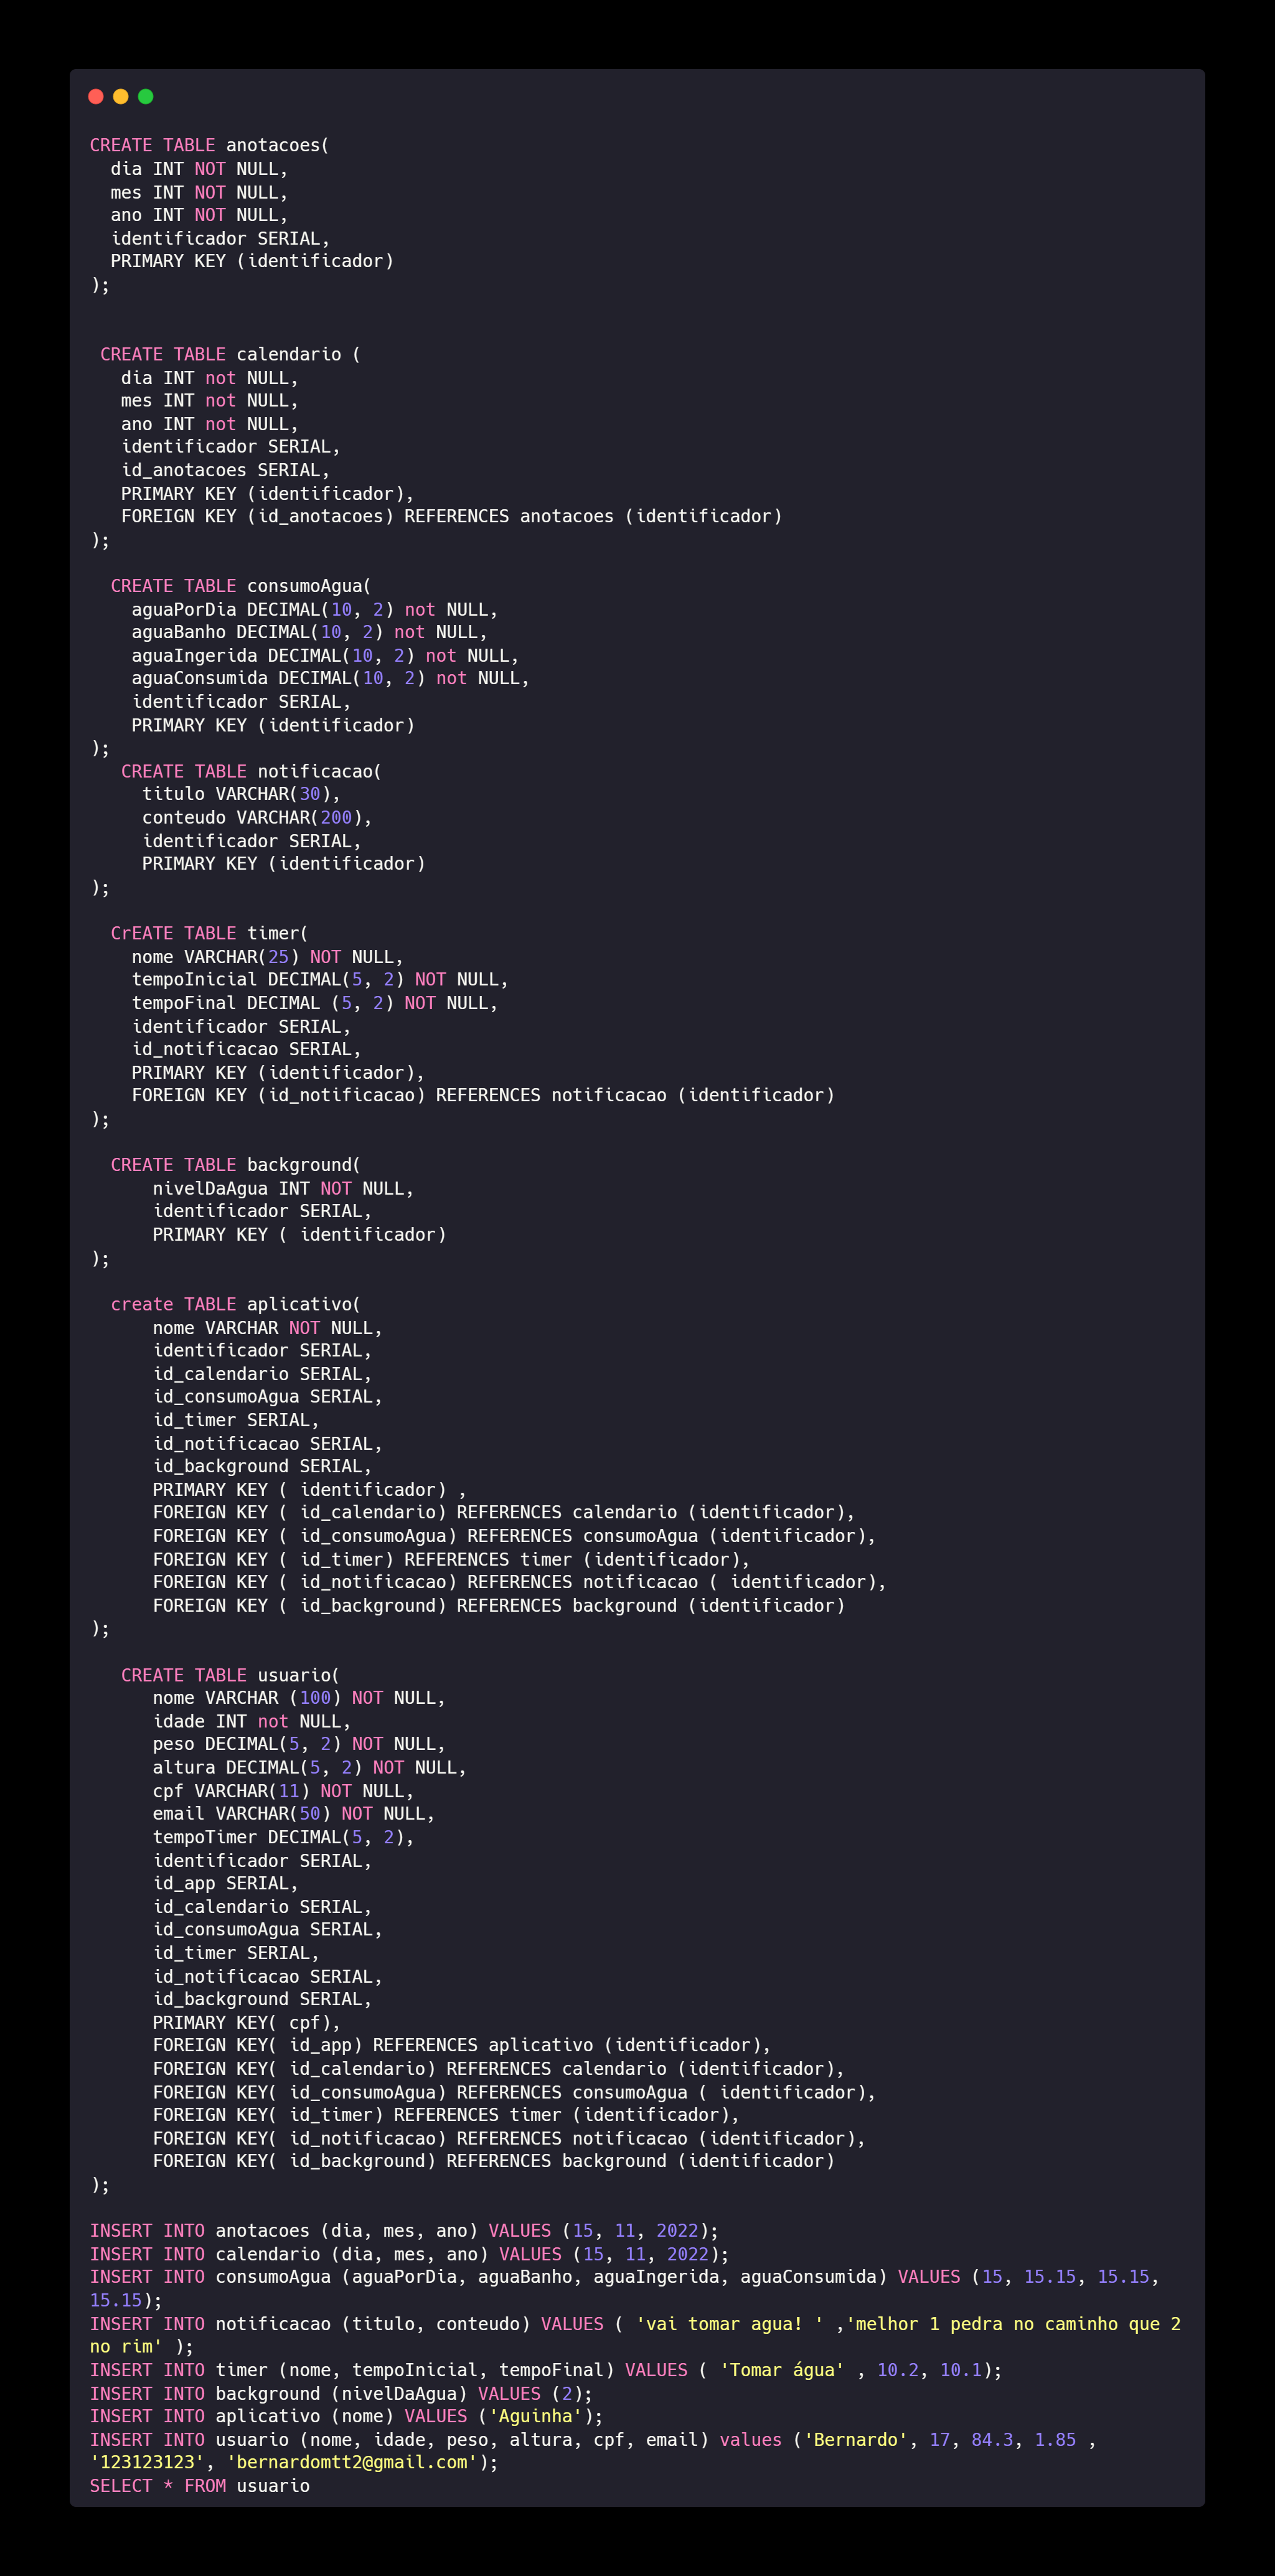 CREATE TABLE anotacoes(
  dia INT NOT NULL,
  mes INT NOT NULL,
  ano INT NOT NULL,
  identificador SERIAL,
  PRIMARY KEY (identificador)
);
 CREATE TABLE calendario (
   dia INT not NULL,
   mes INT not NULL,
   ano INT not NULL,
   identificador SERIAL,
   id_anotacoes SERIAL,
   PRIMARY KEY (identificador),
   FOREIGN KEY (id_anotacoes) REFERENCES anotacoes (identificador)
);
  CREATE TABLE consumoAgua(
    aguaPorDia DECIMAL(10, 2) not NULL,
    aguaBanho DECIMAL(10, 2) not NULL,
    aguaIngerida DECIMAL(10, 2) not NULL,
    aguaConsumida DECIMAL(10, 2) not NULL,
    identificador SERIAL,
    PRIMARY KEY (identificador)
);
   CREATE TABLE notificacao(
     titulo VARCHAR(30),
     conteudo VARCHAR(200),
     identificador SERIAL,
     PRIMARY KEY (identificador)
);
  CrEATE TABLE timer(
    nome VARCHAR(25) NOT NULL,
    tempoInicial DECIMAL(5, 2) NOT NULL,
    tempoFinal DECIMAL (5, 2) NOT NULL,
    identificador SERIAL,
    id_notificacao SERIAL,
    PRIMARY KEY (identificador),
    FOREIGN KEY (id_notificacao) REFERENCES notificacao (identificador)
);
  CREATE TABLE background(
      nivelDaAgua INT NOT NULL,
      identificador SERIAL,
      PRIMARY KEY ( identificador)
);
  create TABLE aplicativo(
      nome VARCHAR NOT NULL,
      identificador SERIAL,
      id_calendario SERIAL,
      id_consumoAgua SERIAL,
      id_timer SERIAL,
      id_notificacao SERIAL,
      id_background SERIAL,
      PRIMARY KEY ( identificador) ,
      FOREIGN KEY ( id_calendario) REFERENCES calendario (identificador),
      FOREIGN KEY ( id_consumoAgua) REFERENCES consumoAgua (identificador),
      FOREIGN KEY ( id_timer) REFERENCES timer (identificador),
      FOREIGN KEY ( id_notificacao) REFERENCES notificacao ( identificador),
      FOREIGN KEY ( id_background) REFERENCES background (identificador)
);
   CREATE TABLE usuario(
      nome VARCHAR (100) NOT NULL,
      idade INT not NULL,
      peso DECIMAL(5, 2) NOT NULL,
      altura DECIMAL(5, 2) NOT NULL,
      cpf VARCHAR(11) NOT NULL,
      email VARCHAR(50) NOT NULL,
      tempoTimer DECIMAL(5, 2),
      identificador SERIAL,
      id_app SERIAL,
      id_calendario SERIAL,
      id_consumoAgua SERIAL,
      id_timer SERIAL,
      id_notificacao SERIAL,
      id_background SERIAL,
      PRIMARY KEY( cpf),
      FOREIGN KEY( id_app) REFERENCES aplicativo (identificador),
      FOREIGN KEY( id_calendario) REFERENCES calendario (identificador),
      FOREIGN KEY( id_consumoAgua) REFERENCES consumoAgua ( identificador),
      FOREIGN KEY( id_timer) REFERENCES timer (identificador),
      FOREIGN KEY( id_notificacao) REFERENCES notificacao (identificador),
      FOREIGN KEY( id_background) REFERENCES background (identificador)
);
INSERT INTO anotacoes (dia, mes, ano) VALUES (15, 11, 2022);
INSERT INTO calendario (dia, mes, ano) VALUES (15, 11, 2022);
INSERT INTO consumoAgua (aguaPorDia, aguaBanho, aguaIngerida, aguaConsumida) VALUES (15, 15.15, 15.15,
15.15);
INSERT INTO notificacao (titulo, conteudo) VALUES ( 'vai tomar agua! ' ,'melhor 1 pedra no caminho que 2
no rim' );
INSERT INTO timer (nome, tempoInicial, tempoFinal) VALUES ( 'Tomar água' , 10.2, 10.1);
INSERT INTO background (nivelDaAgua) VALUES (2);
INSERT INTO aplicativo (nome) VALUES ('Aguinha');
INSERT INTO usuario (nome, idade, peso, altura, cpf, email) values ('Bernardo', 17, 84.3, 1.85 ,
'123123123', 'bernardomtt2@gmail.com');
SELECT * FROM usuario